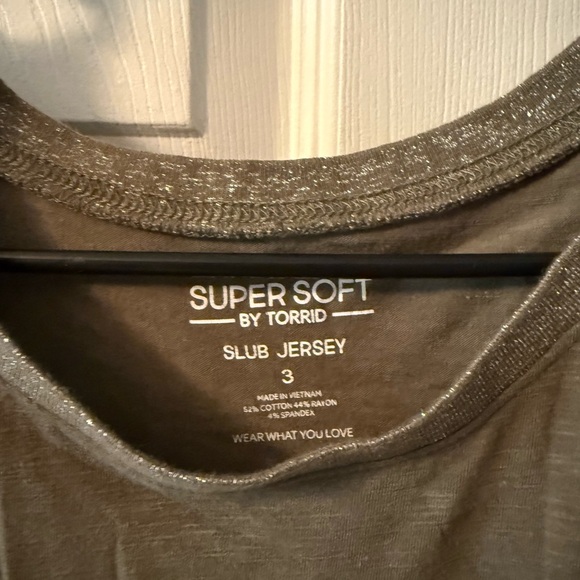 SUPER SOFT
BY TORRID
SLUB JERSEY
3
MADE IN VIETNAM
52% COTTON 44% RAYON
4% SPANDEX
WEAR WHAT YOU LOVE